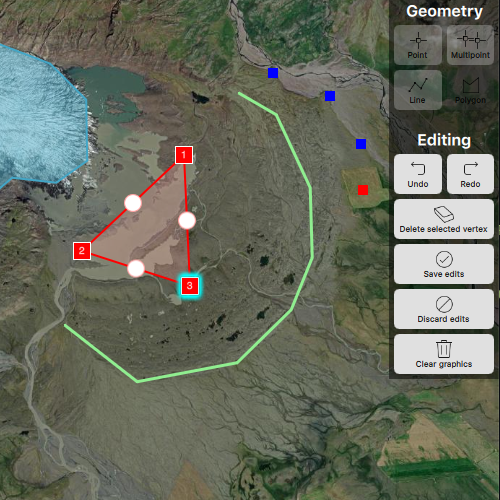 Geometry
Point Multipoint
Line Polygon
Editing
Undo Redo
Delete selected vertex
Save edits
Discard edits
Clear graphics
1
2
3